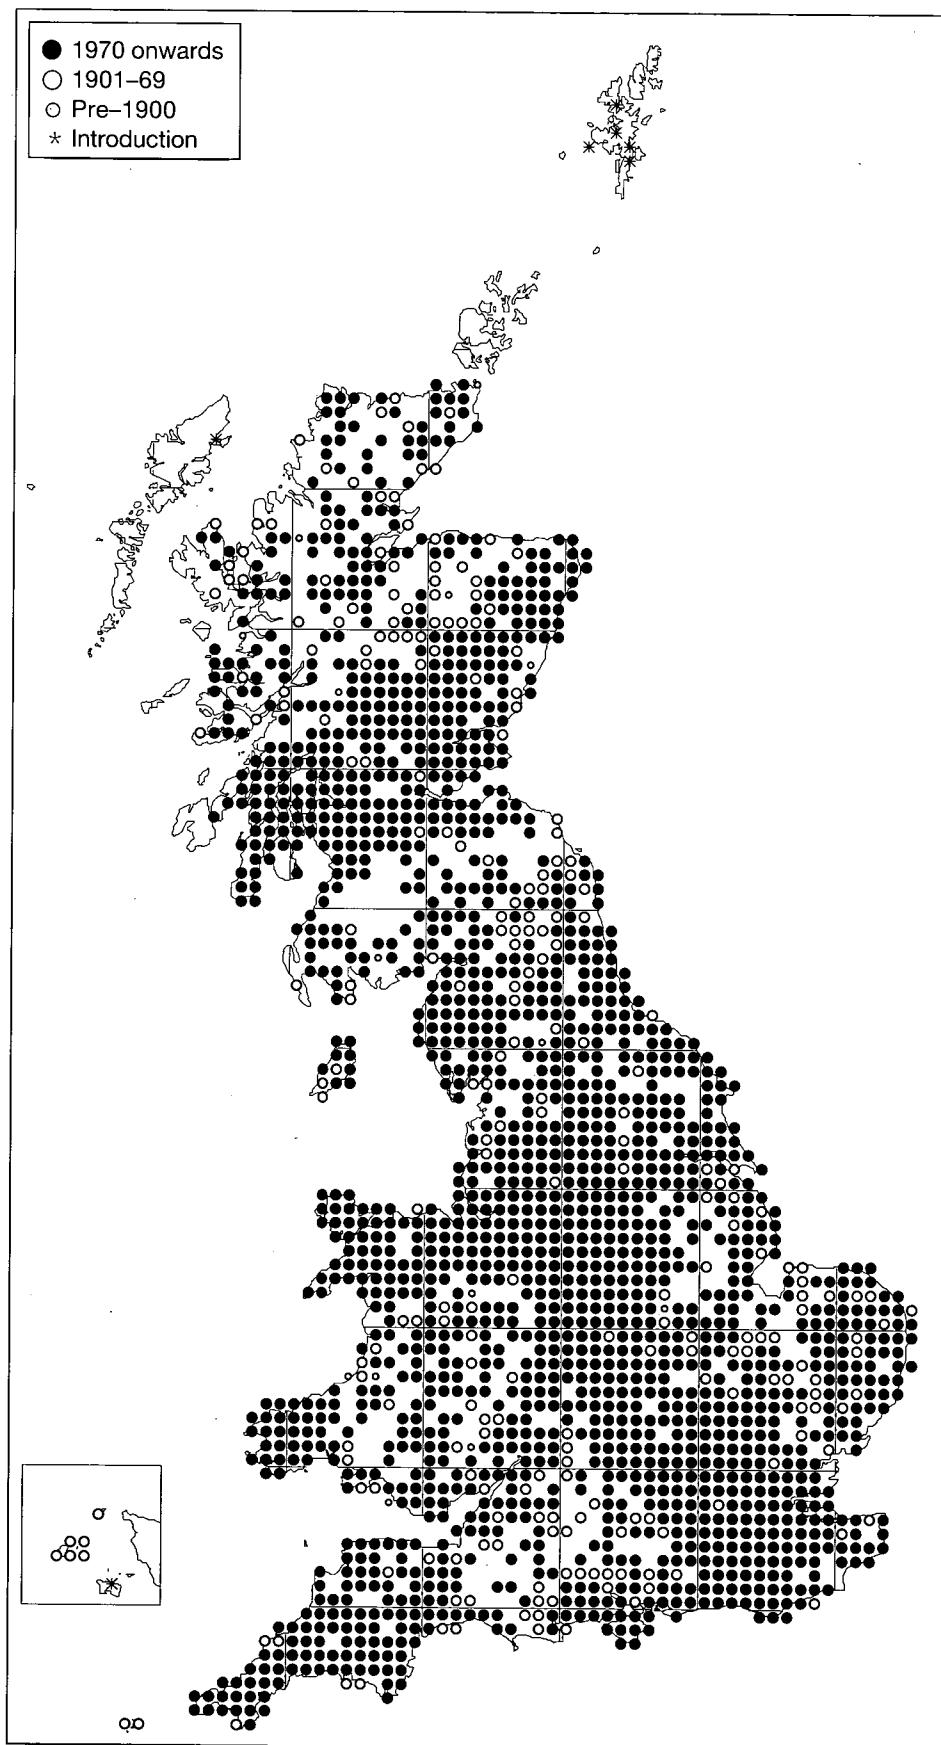 ● 1970 onwards
○ 1901–69
○ Pre–1900
* Introduction